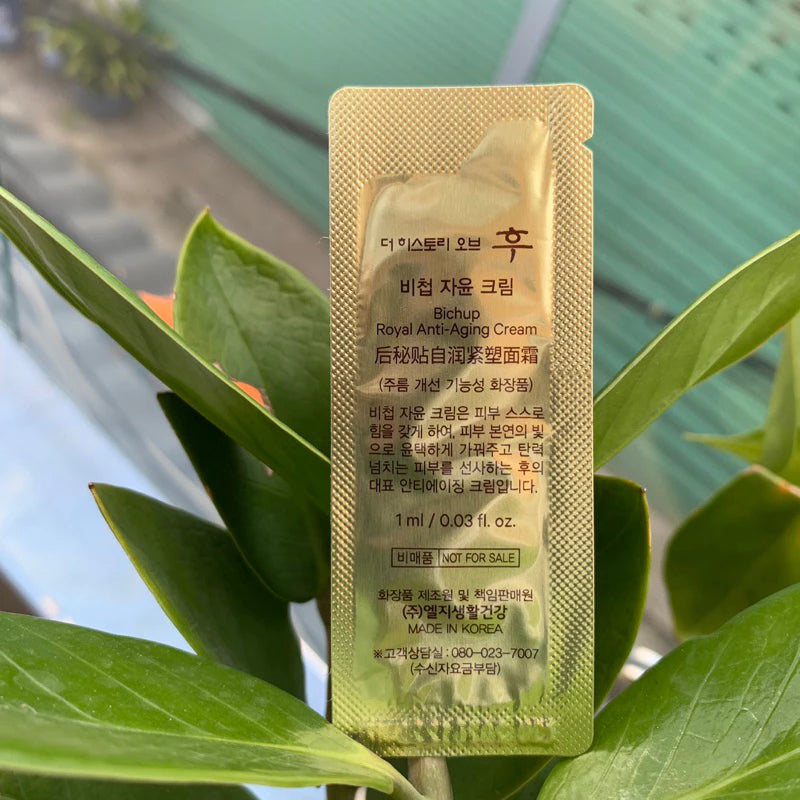 더 히스토리 오브 후
비첩 자윤 크림
Bichup
Royal Anti-Aging Cream
后秘贴自润紧塑面霜
(주름 개선 기능성 화장품)
비첩 자윤 크림은 피부 스스로
힘을 갖게 하여, 피부 본연의 빛
으로 윤택하게 가꿔주고 탄력
넘치는 피부를 선사하는 후의
대표 안티에이징 크림입니다.
1 ml / 0.03 fl. oz.
비매품 NOT FOR SALE
화장품 제조원 및 책임판매원
(주)엘지생활건강
MADE IN KOREA
※고객상담실 : 080-023-7007
(수신자요금부담)